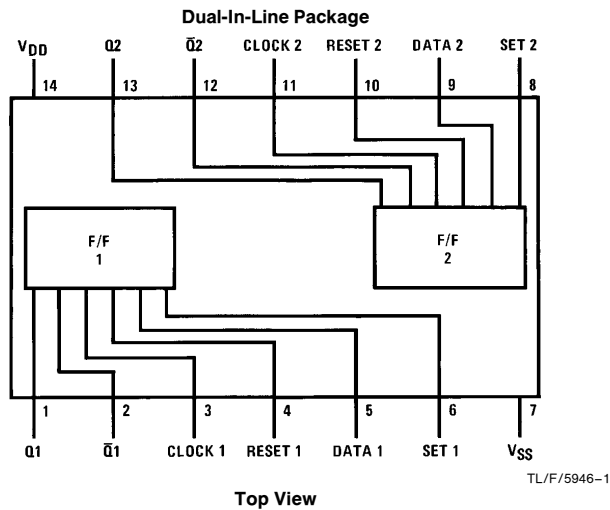 Dual-In-Line Package
VDD Q2 Q̅2 CLOCK 2 RESET 2 DATA 2 SET 2
14 13 12 11 10 9 8
F/F
1
F/F
2
1 2 3 4 5 6 7
Q1 Q̅1 CLOCK 1 RESET 1 DATA 1 SET 1 VSS
TL/F/5946–1
Top View